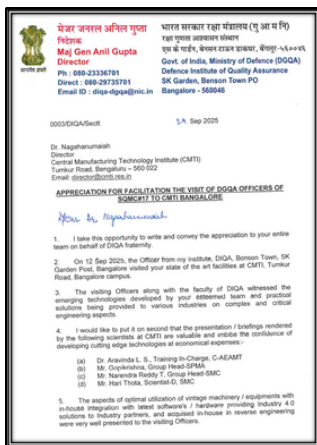 मेजर जनरल अनिल गुप्ता
निदेशक
Maj Gen Anil Gupta
Director
Ph : 080-23336701
Fax : 080-29735701
Email ID : diqa-dgqa@nic.in
भारत सरकार रक्षा मंत्रालय (गु आ म नि)
रक्षा गुणता आश्वासन संस्थान
एस के गार्डन, बेनसन टाऊन डाकघर, बेंगलूर-५६००४६
Govt. of India, Ministry of Defence (DGQA)
Defence Institute of Quality Assurance
SK Garden, Benson Town PO
Bangalore - 560046
0003/DIQA/Sectt
29 Sep 2025
Dr. Nagahanumaiah
Director
Central Manufacturing Technology Institute (CMTI)
Tumkur Road, Bengaluru – 560 022
Email: director@cmti.res.in
APPRECIATION FOR FACILITATION THE VISIT OF DGQA OFFICERS OF
SQMC#17 TO CMTI BANGALORE
Dear Dr Nagahanumaiah
1. I take this opportunity to write and convey the appreciation to your entire
team on behalf of DIQA fraternity.
2. On 12 Sep 2025, the Officer from my institute, DIQA, Benson Town, SK
Garden Post, Bangalore visited your state of the art facilities at CMTI, Tumkur
Road, Bangalore campus.
3. The visiting Officers along with the faculty of DIQA witnessed the
emerging technologies developed by your esteemed team and practical
solutions being provided to various industries on complex and critical
engineering aspects.
4. I would like to put it on second that the presentation / briefings rendered
by the following scientists at CMTI are valuable and imbibe the confidence of
developing cutting edge technologies at economical expenses:-
(a) Dr. Aravinda L. S., Training In-Charge, C-AEAMT
(b) Mr. Gopikrishna, Group Head-SPMA
(c) Mr. Narendra Reddy T, Group Head-SMC
(d) Mr. Hari Thota, Scientist-D, SMC
5. The aspects of optimal utilization of vintage machinery / equipments with
in-house integration with latest software's / hardware providing Industry 4.0
solutions to Industry partners, and acquired in-house in reverse engineering
were very well presented to the visiting Officers.